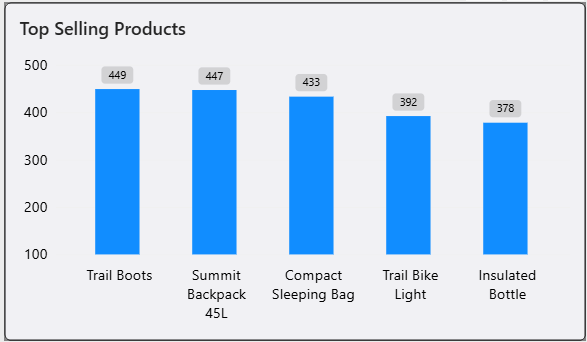 Top Selling Products
500
400
300
200
100
449
447
433
392
378
Trail Boots
Summit
Backpack
45L
Compact
Sleeping Bag
Trail Bike
Light
Insulated
Bottle